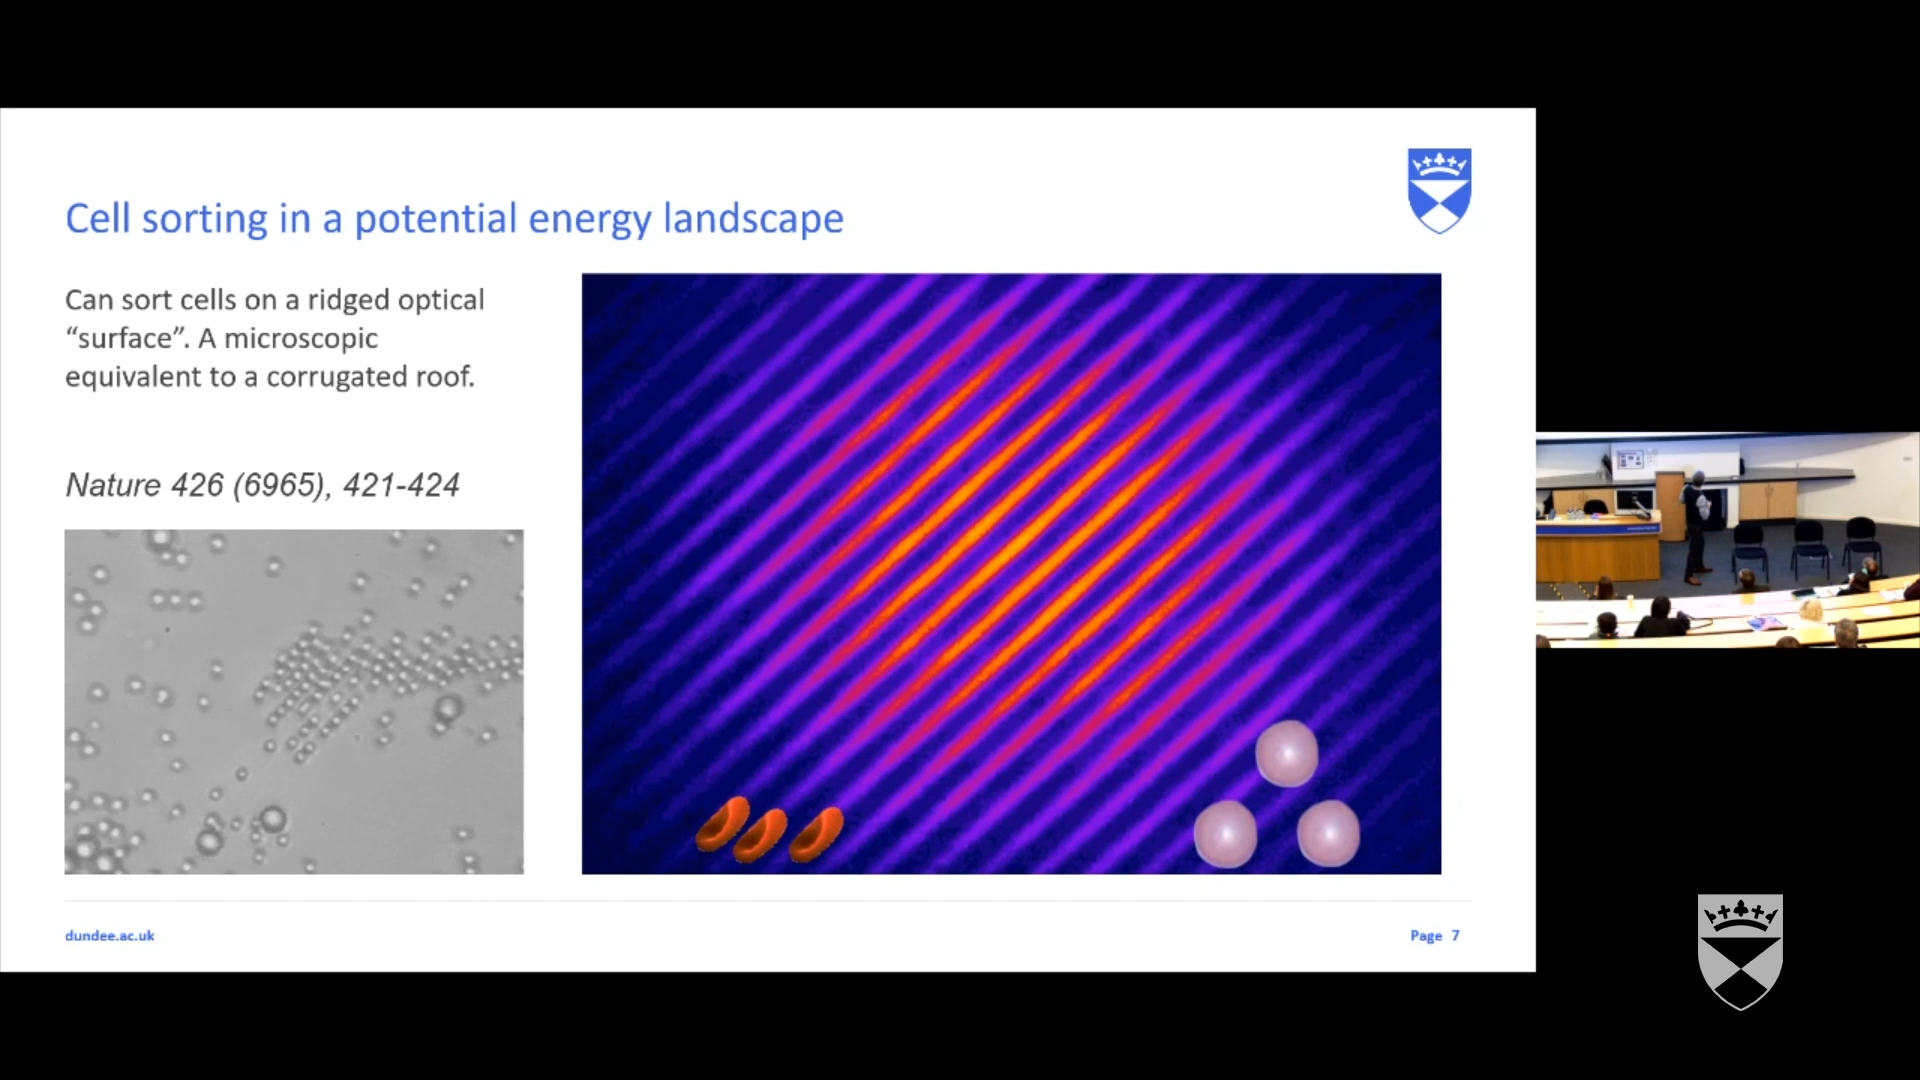 Cell sorting in a potential energy landscape
Can sort cells on a ridged optical
“surface”. A microscopic
equivalent to a corrugated roof.
Nature 426 (6965), 421-424
dundee.ac.uk
Page 7